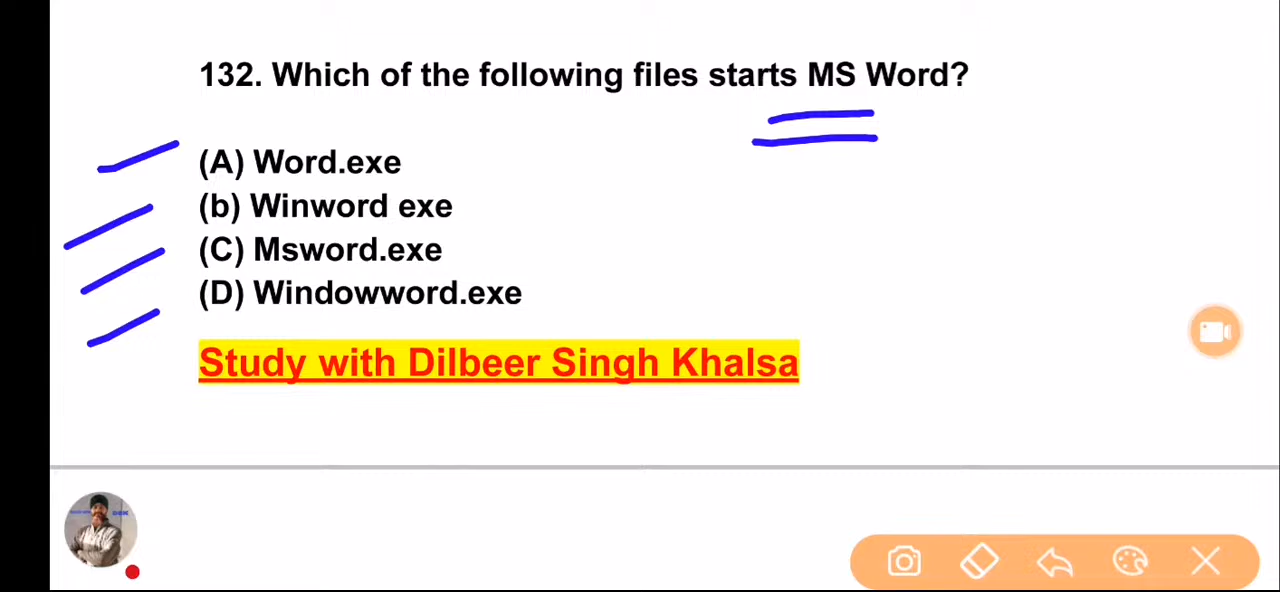 132. Which of the following files starts MS Word?
(A) Word.exe
(b) Winword exe
(C) Msword.exe
(D) Windowword.exe
Study with Dilbeer Singh Khalsa